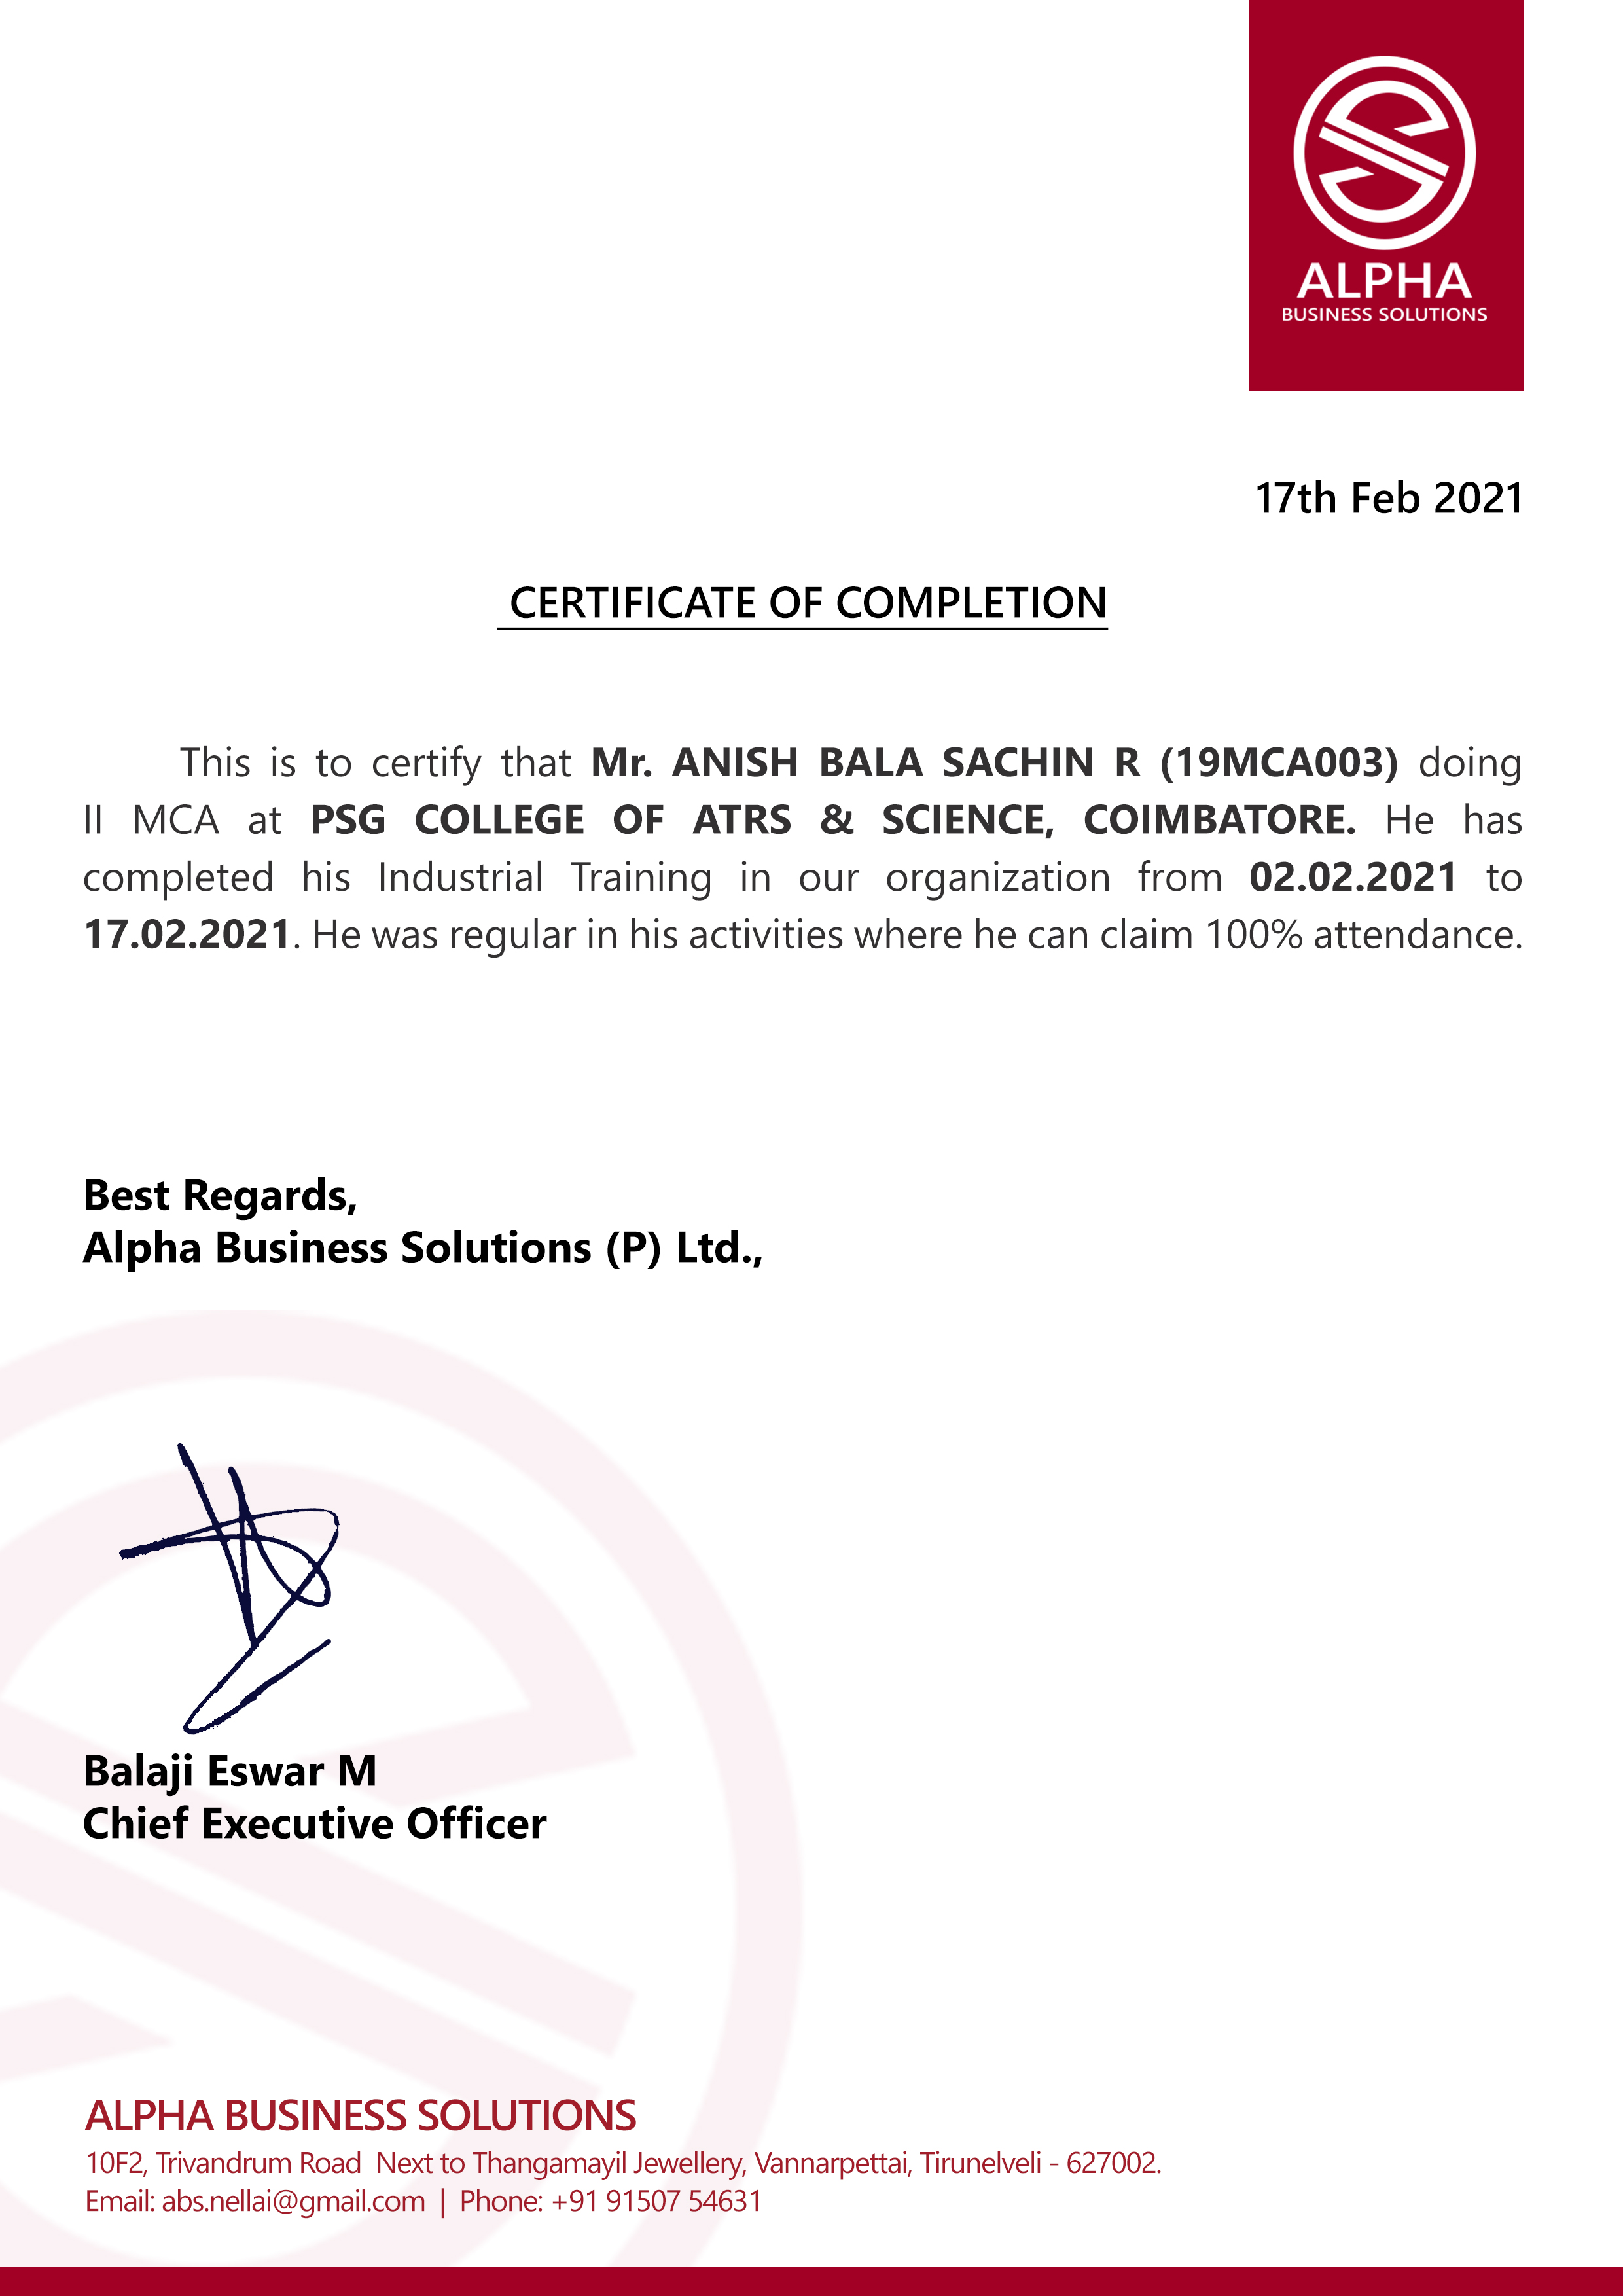 ALPHA
BUSINESS SOLUTIONS
17th Feb 2021
CERTIFICATE OF COMPLETION
This is to certify that Mr. ANISH BALA SACHIN R (19MCA003) doing
II MCA at PSG COLLEGE OF ATRS & SCIENCE, COIMBATORE. He has
completed his Industrial Training in our organization from 02.02.2021 to
17.02.2021. He was regular in his activities where he can claim 100% attendance.
Best Regards,
Alpha Business Solutions (P) Ltd.,
Balaji Eswar M
Chief Executive Officer
ALPHA BUSINESS SOLUTIONS
10F2, Trivandrum Road Next to Thangamayil Jewellery, Vannarpettai, Tirunelveli - 627002.
Email: abs.nellai@gmail.com | Phone: +91 91507 54631